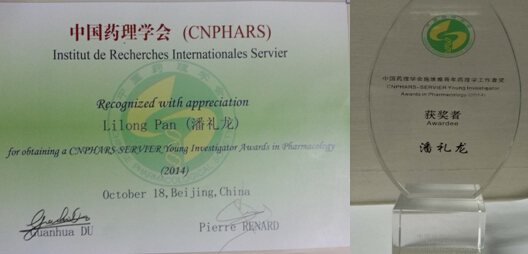 中国药理学会 (CNPHARS)
Institut de Recherches Internationales Servier
Recognized with appreciation
Lilong Pan (潘礼龙)
for obtaining a CNPHARS-SERVIER Young Investigator Awards in Pharmacology
(2014)
October 18,Beijing,China
Guanhua DU
Pierre RENARD
中国药理学会施维雅青年药理学工作者奖
CNPHARS-SERVIER Young Investigator
Awards in Pharmacology (2014)
获奖者
Awardee
潘礼龙